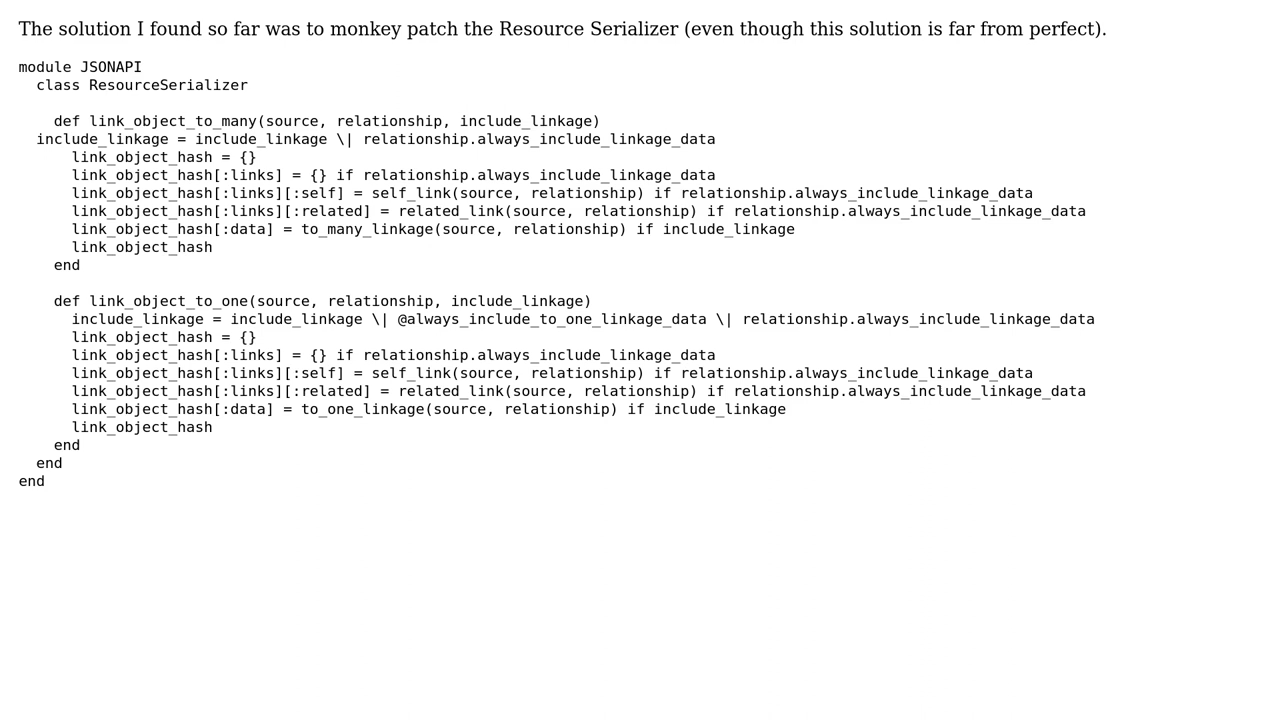 The solution I found so far was to monkey patch the Resource Serializer (even though this solution is far from perfect).
module JSONAPI
  class ResourceSerializer

    def link_object_to_many(source, relationship, include_linkage)
  include_linkage = include_linkage \| relationship.always_include_linkage_data
      link_object_hash = {}
      link_object_hash[:links] = {} if relationship.always_include_linkage_data
      link_object_hash[:links][:self] = self_link(source, relationship) if relationship.always_include_linkage_data
      link_object_hash[:links][:related] = related_link(source, relationship) if relationship.always_include_linkage_data
      link_object_hash[:data] = to_many_linkage(source, relationship) if include_linkage
      link_object_hash
    end

    def link_object_to_one(source, relationship, include_linkage)
      include_linkage = include_linkage \| @always_include_to_one_linkage_data \| relationship.always_include_linkage_data
      link_object_hash = {}
      link_object_hash[:links] = {} if relationship.always_include_linkage_data
      link_object_hash[:links][:self] = self_link(source, relationship) if relationship.always_include_linkage_data
      link_object_hash[:links][:related] = related_link(source, relationship) if relationship.always_include_linkage_data
      link_object_hash[:data] = to_one_linkage(source, relationship) if include_linkage
      link_object_hash
    end
  end
end